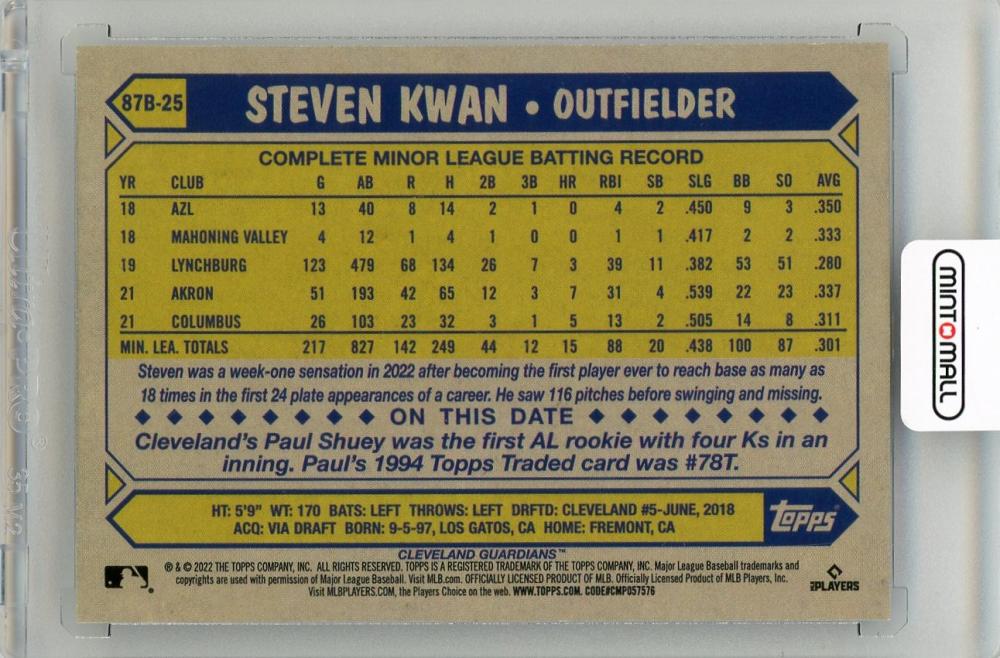 87B-25 STEVEN KWAN • OUTFIELDER
COMPLETE MINOR LEAGUE BATTING RECORD
YR CLUB G AB R H 2B 3B HR RBI SB SLG BB SO AVG
18 AZL 13 40 8 14 2 1 0 4 2 .450 9 3 .350
18 MAHONING VALLEY 4 12 1 4 1 0 0 1 1 .417 2 2 .333
19 LYNCHBURG 123 479 68 134 26 7 3 39 11 .382 53 51 .280
21 AKRON 51 193 42 65 12 3 7 31 4 .539 22 23 .337
21 COLUMBUS 26 103 23 32 3 1 5 13 2 .505 14 8 .311
MIN. LEA. TOTALS 217 827 142 249 44 12 15 88 20 .438 100 87 .301
Steven was a week-one sensation in 2022 after becoming the first player ever to reach base as many as
18 times in the first 24 plate appearances of a career. He saw 116 pitches before swinging and missing.
◆ ◆ ◆ ◆ ◆ ◆ ◆ ◆ ◆ ON THIS DATE ◆ ◆ ◆ ◆ ◆ ◆ ◆ ◆ ◆
Cleveland's Paul Shuey was the first AL rookie with four Ks in an
inning. Paul's 1994 Topps Traded card was #78T.
HT: 5'9" WT: 170 BATS: LEFT THROWS: LEFT DRFTD: CLEVELAND #5-JUNE, 2018
ACQ: VIA DRAFT BORN: 9-5-97, LOS GATOS, CA HOME: FREMONT, CA
Topps®
CLEVELAND GUARDIANS™
® & © 2022 THE TOPPS COMPANY, INC. ALL RIGHTS RESERVED. TOPPS IS A REGISTERED TRADEMARK OF THE TOPPS COMPANY, INC. Major League Baseball trademarks and
copyrights are used with permission of Major League Baseball. Visit MLB.com. OFFICIALLY LICENSED PRODUCT OF MLB. Officially Licensed Product of MLB Players, Inc.
Visit MLBPLAYERS.COM, the Players Choice on the web. WWW.TOPPS.COM. CODE#CMP057576
MLB PLAYERS
MINTOMALL